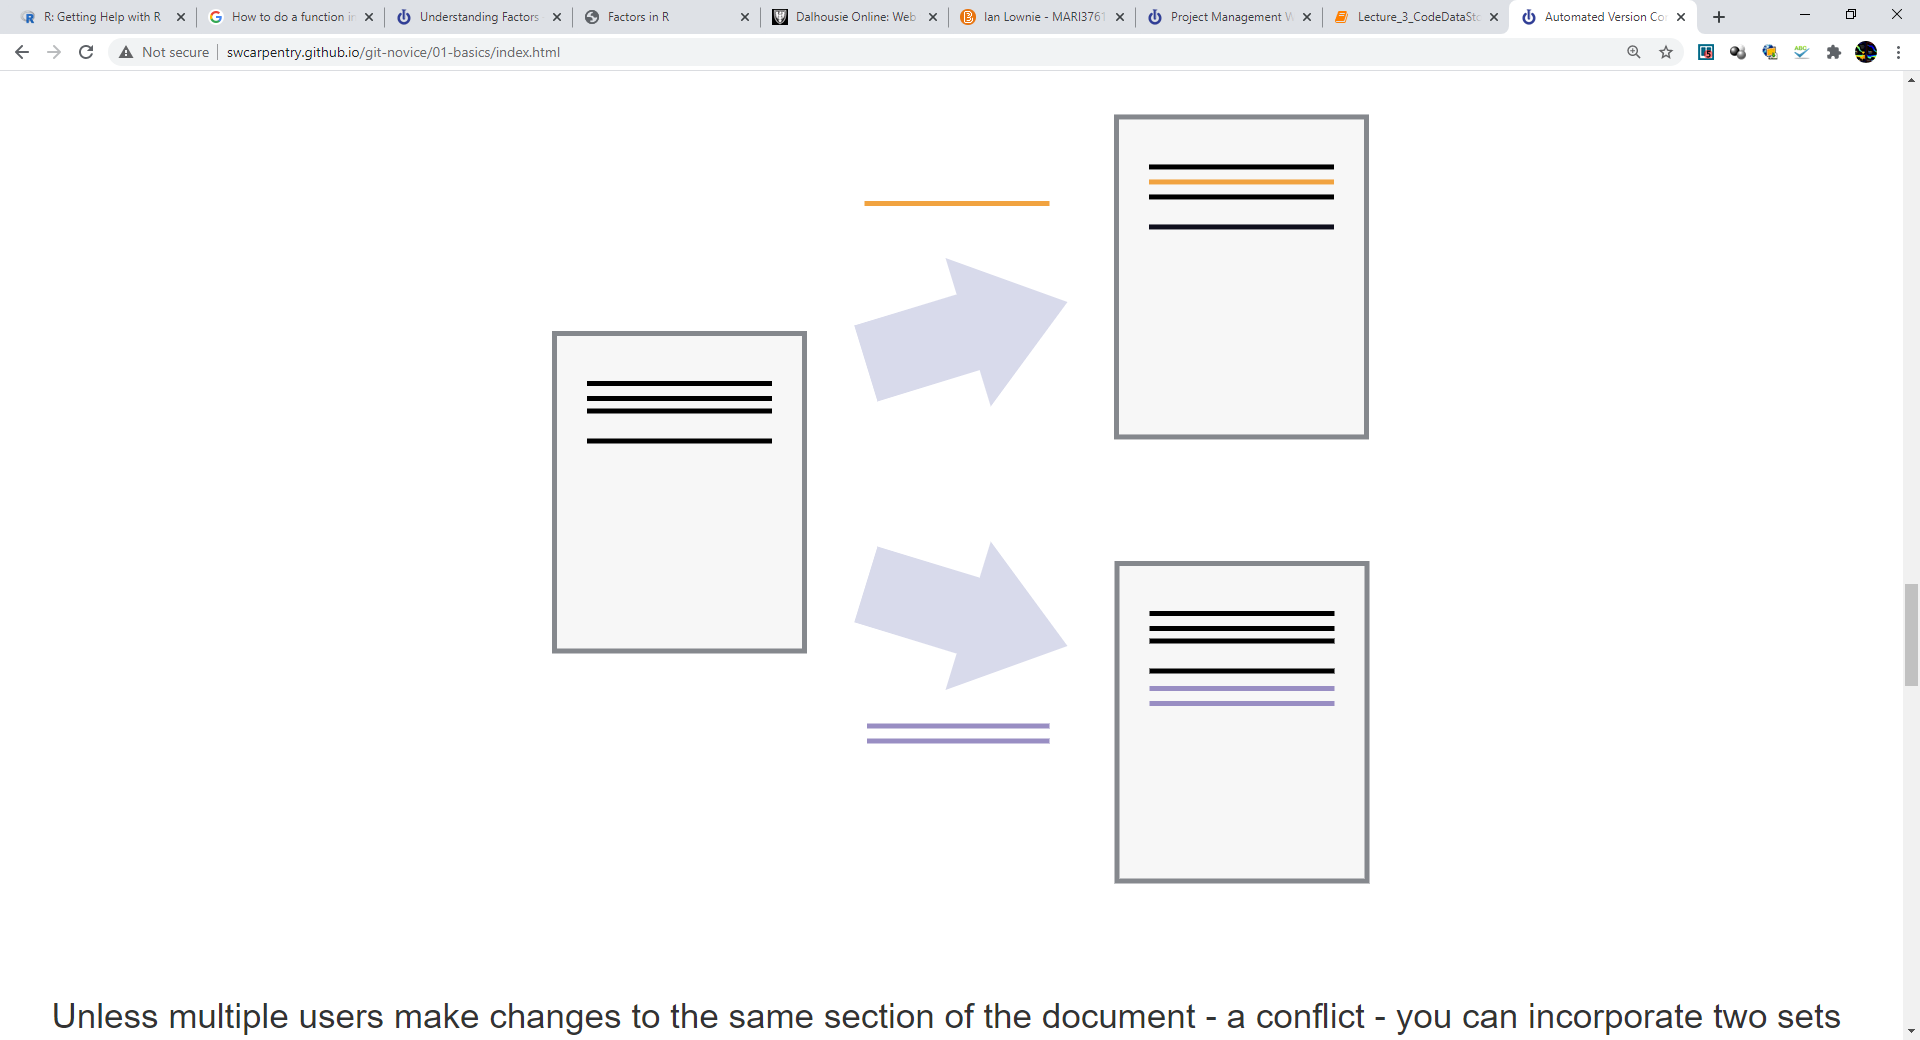 R: Getting Help with R
How to do a function in
Understanding Factors
Factors in R
Dalhousie Online: Web
Ian Lownie - MARI3761
Project Management W
Lecture_3_CodeDataSto
Automated Version Co
Not secure
swcarpentry.github.io/git-novice/01-basics/index.html
ABC
Unless multiple users make changes to the same section of the document - a conflict - you can incorporate two sets